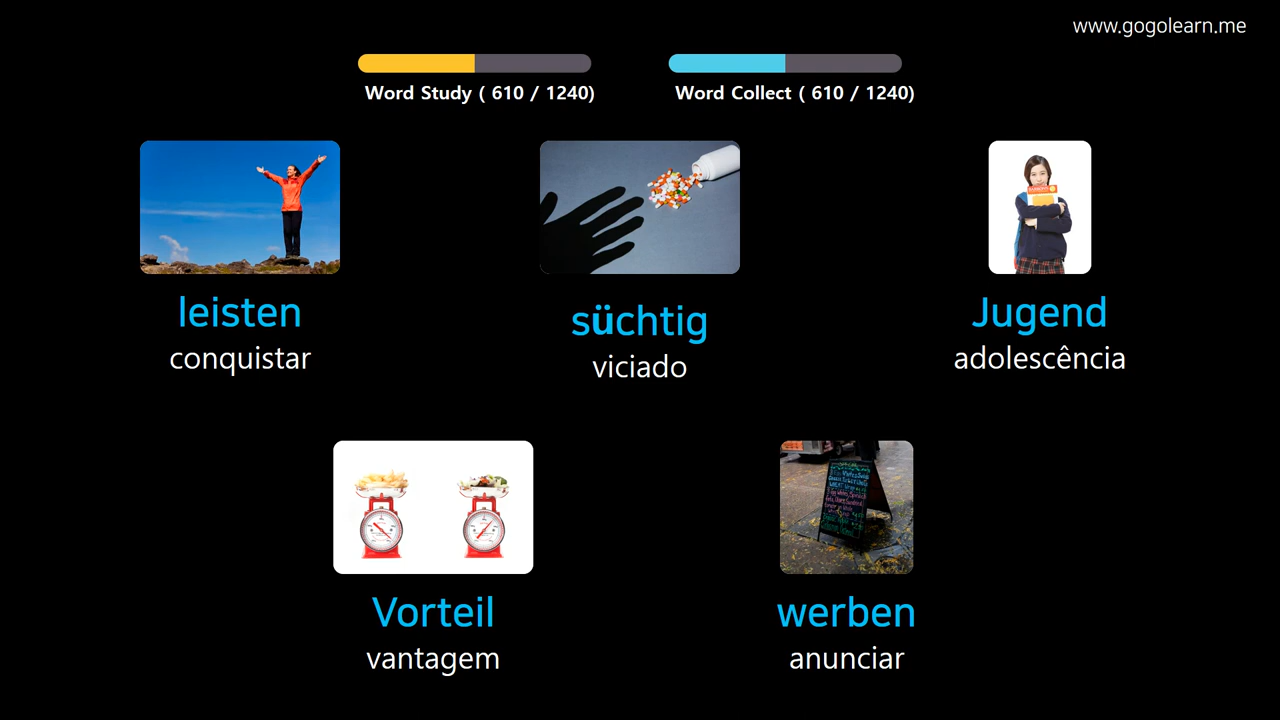 www.gogolearn.me
Word Study ( 610 / 1240)
Word Collect ( 610 / 1240)
leisten
conquistar
süchtig
viciado
Jugend
adolescência
Vorteil
vantagem
werben
anunciar